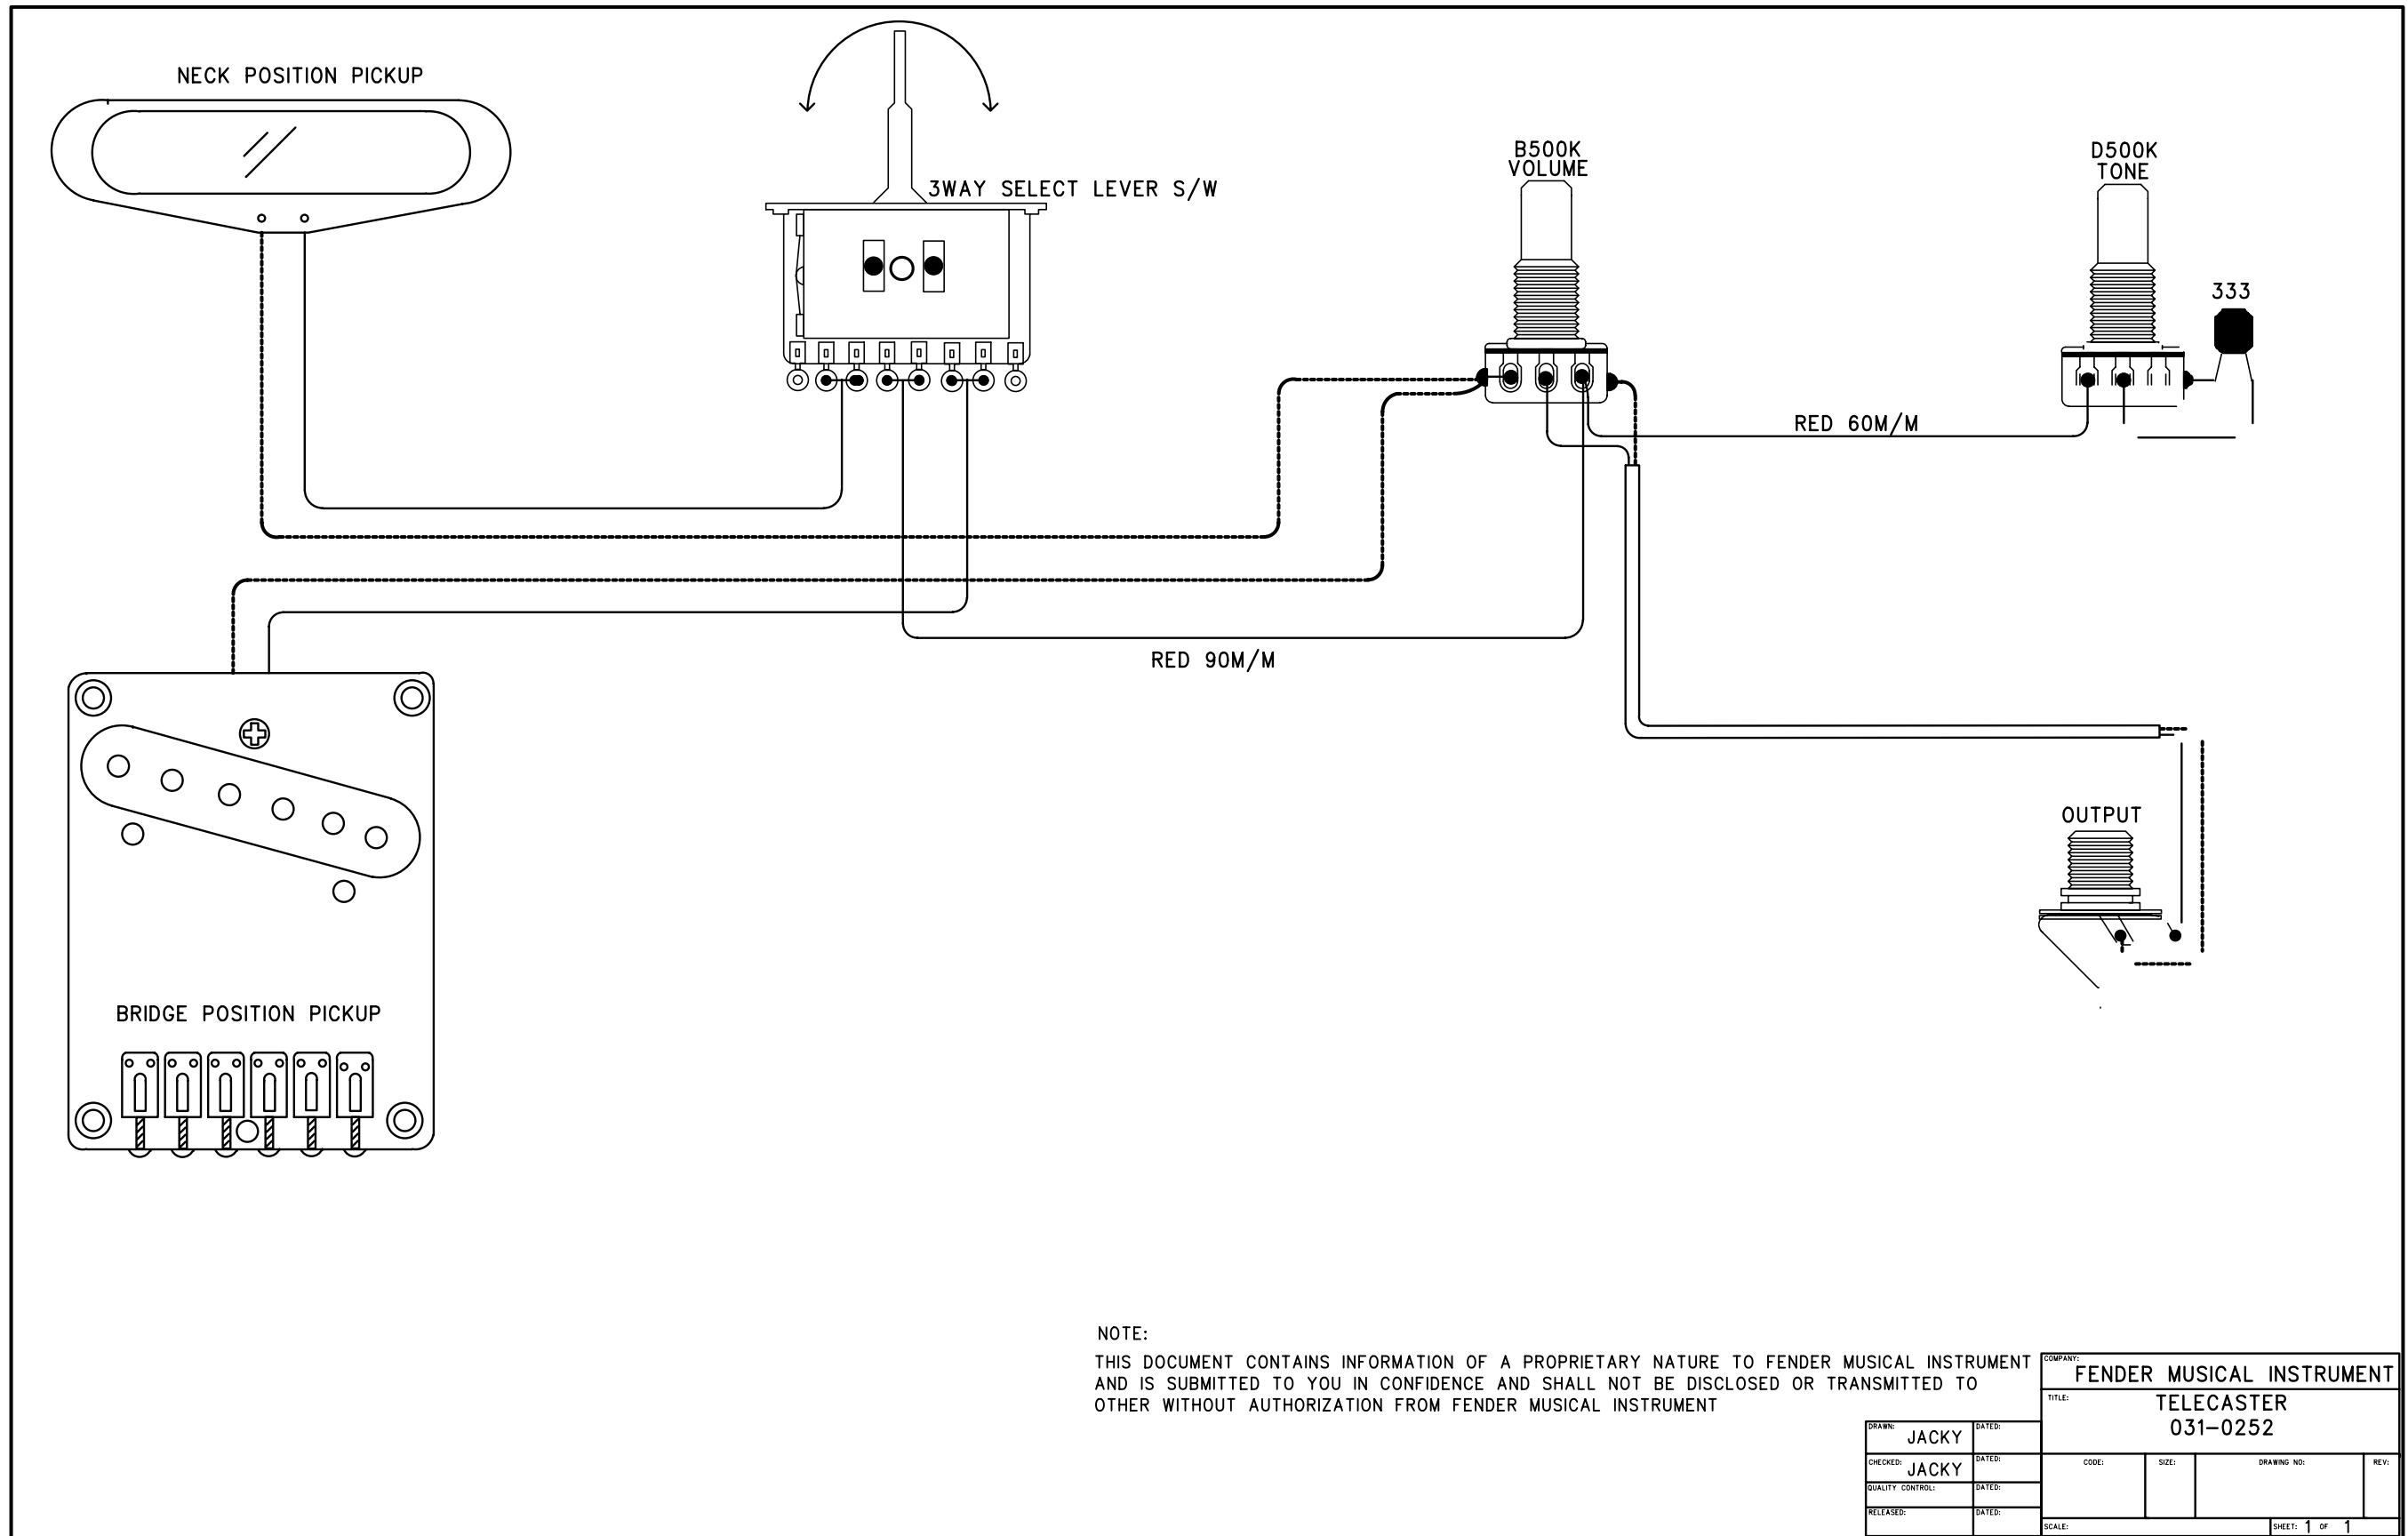 NECK POSITION PICKUP
3WAY SELECT LEVER S/W
B500K
VOLUME
D500K
TONE
333
RED 60M/M
RED 90M/M
OUTPUT
BRIDGE POSITION PICKUP
NOTE:
THIS DOCUMENT CONTAINS INFORMATION OF A PROPRIETARY NATURE TO FENDER MUSICAL INSTRUMENT
AND IS SUBMITTED TO YOU IN CONFIDENCE AND SHALL NOT BE DISCLOSED OR TRANSMITTED TO
OTHER WITHOUT AUTHORIZATION FROM FENDER MUSICAL INSTRUMENT
COMPANY:
FENDER MUSICAL INSTRUMENT
TITLE:
TELECASTER
031-0252
DRAWN: JACKY DATED:
CHECKED: JACKY DATED:
QUALITY CONTROL: DATED:
RELEASED: DATED:
CODE: SIZE: DRAWING NO: REV:
SCALE: SHEET: 1 OF 1